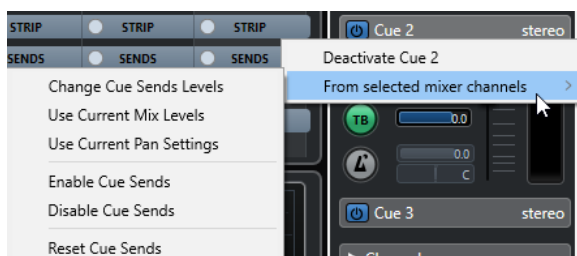 STRIP STRIP STRIP Cue 2 stereo
SENDS SENDS SENDS Deactivate Cue 2
Change Cue Sends Levels From selected mixer channels
Use Current Mix Levels TB 0.0
Use Current Pan Settings
0.0
C
Enable Cue Sends
Disable Cue Sends Cue 3 stereo
Reset Cue Sends